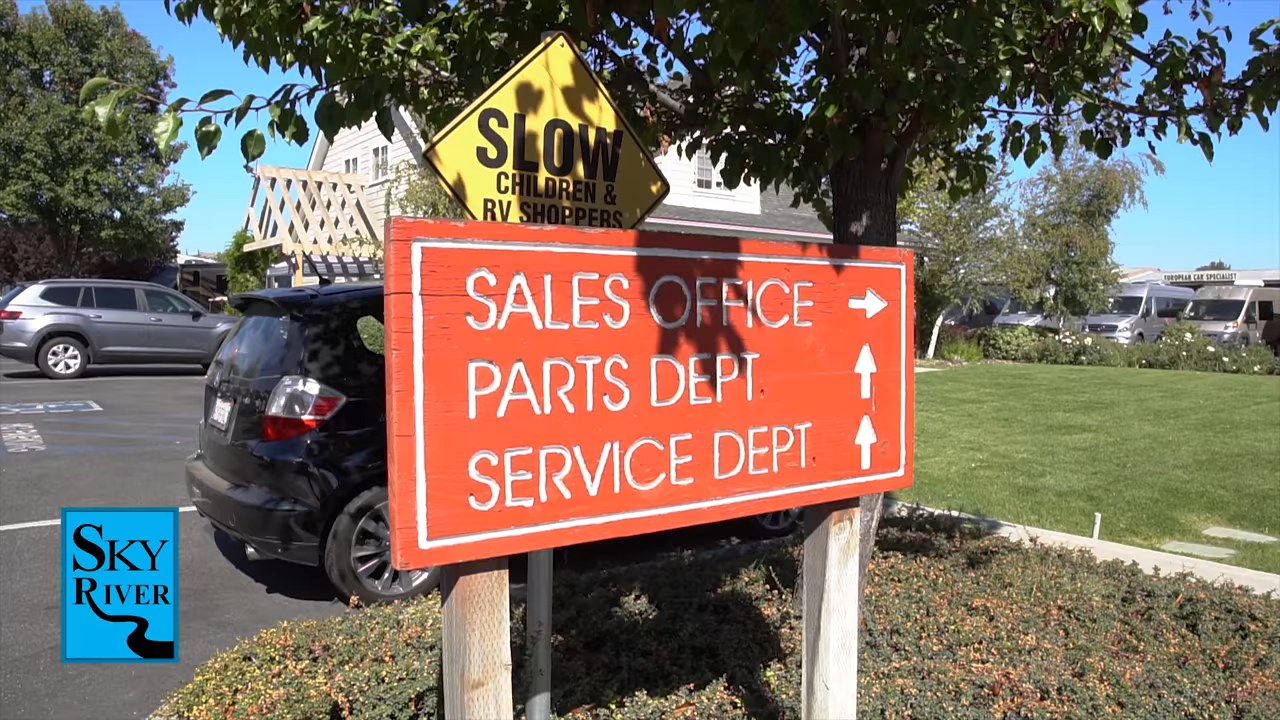 SLOW
CHILDREN &
RV SHOPPERS
SALES OFFICE
PARTS DEPT.
SERVICE DEPT.
EUROPEAN CAR SPECIALIST
SKY
RIVER